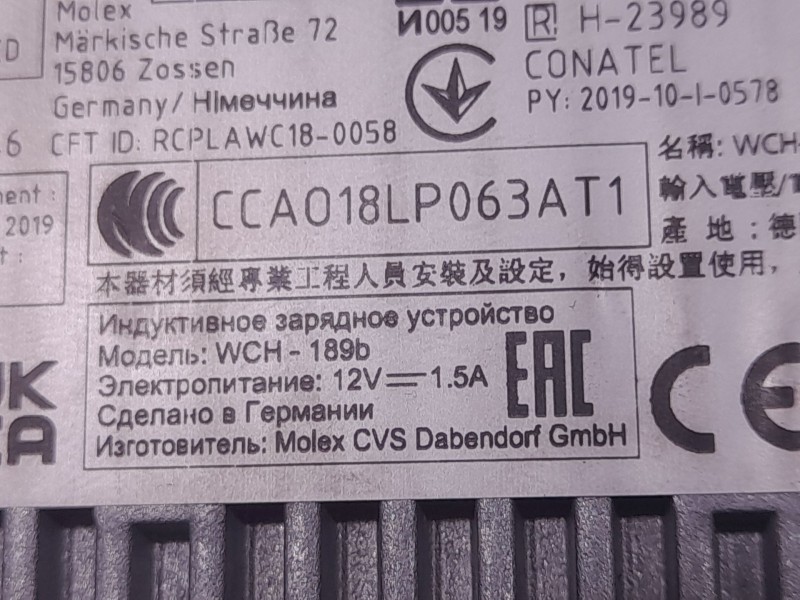 Molex
Märkische Straße 72
15806 Zossen
Germany/ Німеччина
CFT ID: RCPLAWC18-0058
И005 19
R H-23989
CONATEL
PY: 2019-10-I-0578
2019
CCAO18LP063AT1
名稱: WCH-
輸入電壓/
產 地: 德
本器材須經專業工程人員安裝及設定, 始得設置使用,
Индуктивное зарядное устройство
Модель: WCH - 189b
Электропитание: 12V 1.5A
Сделано в Германии
Изготовитель: Molex CVS Dabendorf GmbH
EAC
CE
UK
CA